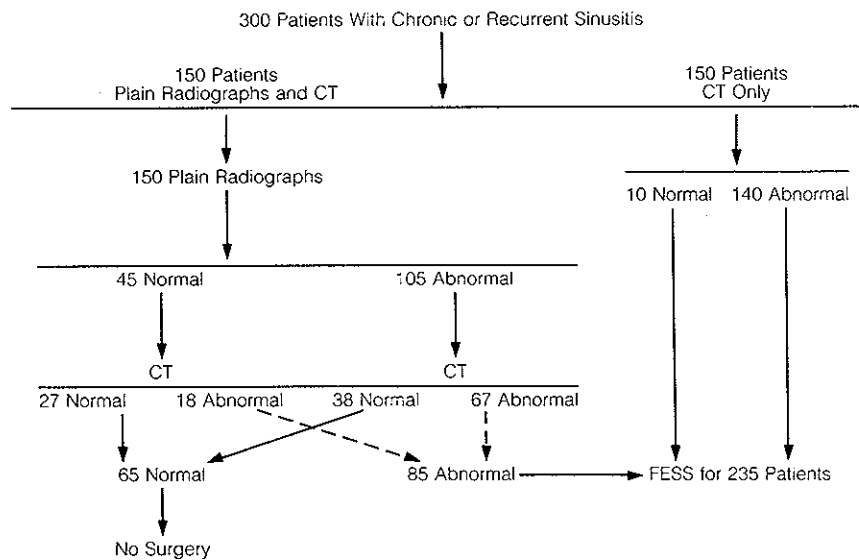 300 Patients With Chronic or Recurrent Sinusitis
150 Patients
Plain Radiographs and CT
150 Patients
CT Only
150 Plain Radiographs
10 Normal 140 Abnormal
45 Normal 105 Abnormal
CT CT
27 Normal 18 Abnormal 38 Normal 67 Abnormal
65 Normal 85 Abnormal FESS for 235 Patients
No Surgery